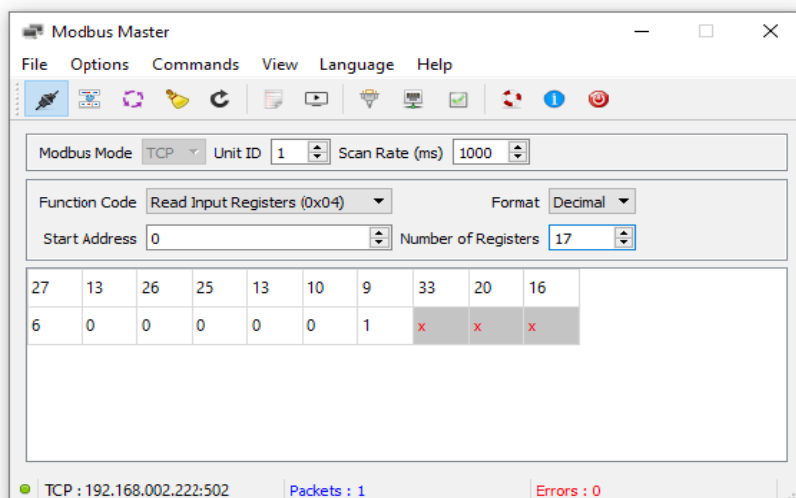 Modbus Master
File Options Commands View Language Help
Modbus Mode TCP Unit ID 1 Scan Rate (ms) 1000
Function Code Read Input Registers (0x04) Format Decimal
Start Address 0 Number of Registers 17
27 13 26 25 13 10 9 33 20 16
6 0 0 0 0 0 1 x x x
TCP : 192.168.002.222:502 Packets : 1 Errors : 0